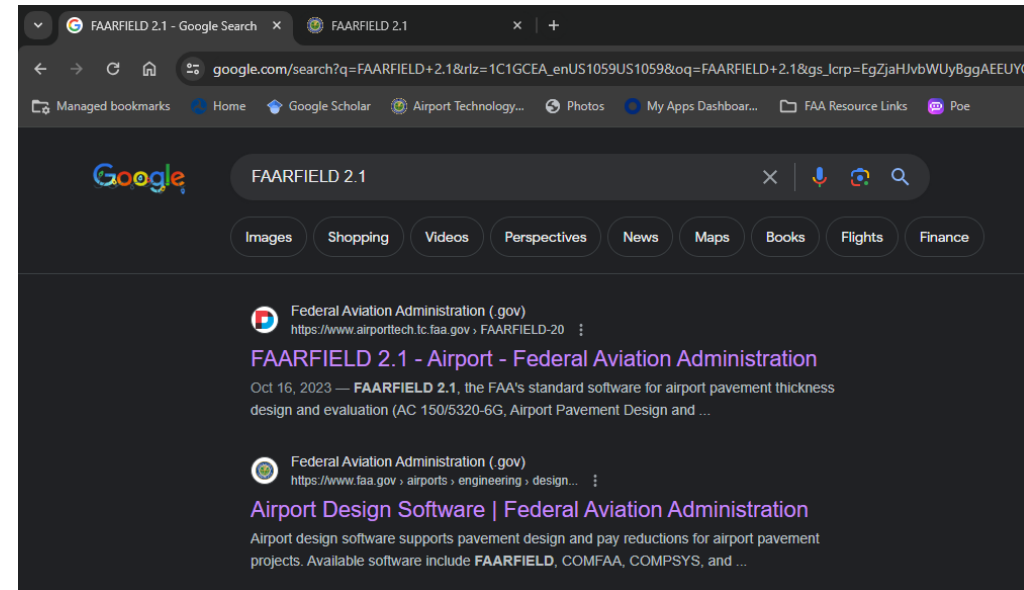 FAARFIELD 2.1 - Google Search
FAARFIELD 2.1
google.com/search?q=FAARFIELD+2.1&rlz=1C1GCEA_enUS1059US1059&oq=FAARFIELD+2.1&gs_lcrp=EgZjaHJvbWUyBggAEEUYO
Managed bookmarks Home Google Scholar Airport Technology... Photos My Apps Dashboar... FAA Resource Links Poe
Google
FAARFIELD 2.1
Images Shopping Videos Perspectives News Maps Books Flights Finance
Federal Aviation Administration (.gov)
https://www.airporttech.tc.faa.gov › FAARFIELD-20
FAARFIELD 2.1 - Airport - Federal Aviation Administration
Oct 16, 2023 — FAARFIELD 2.1, the FAA's standard software for airport pavement thickness
design and evaluation (AC 150/5320-6G, Airport Pavement Design and ...
Federal Aviation Administration (.gov)
https://www.faa.gov › airports › engineering › design...
Airport Design Software | Federal Aviation Administration
Airport design software supports pavement design and pay reductions for airport pavement
projects. Available software include FAARFIELD, COMFAA, COMPSYS, and ...